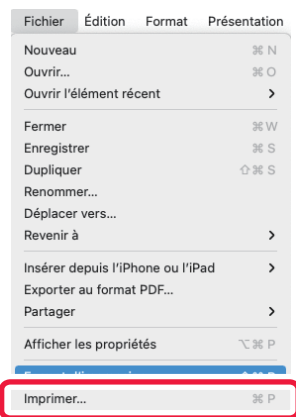 Fichier Édition Format Présentation
Nouveau ⌘ N
Ouvrir... ⌘ O
Ouvrir l'élément récent >
Fermer ⌘ W
Enregistrer ⌘ S
Dupliquer ⇧ ⌘ S
Renommer...
Déplacer vers...
Revenir à >
Insérer depuis l'iPhone ou l'iPad >
Exporter au format PDF...
Partager >
Afficher les propriétés ⌥ ⌘ P
Imprimer... ⌘ P